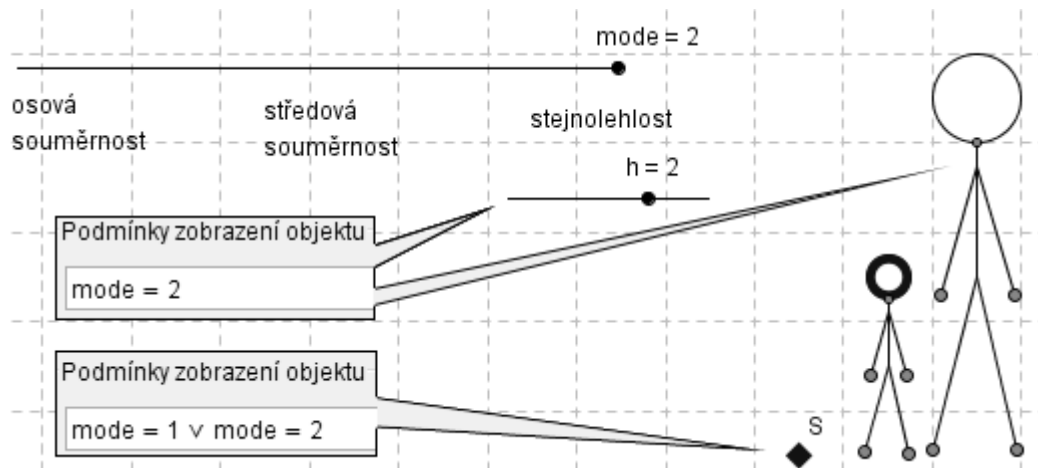 mode = 2
osová
souměrnost
středová
souměrnost
stejnolehlost
h = 2
Podmínky zobrazení objektu
mode = 2
Podmínky zobrazení objektu
mode = 1 ∨ mode = 2
S